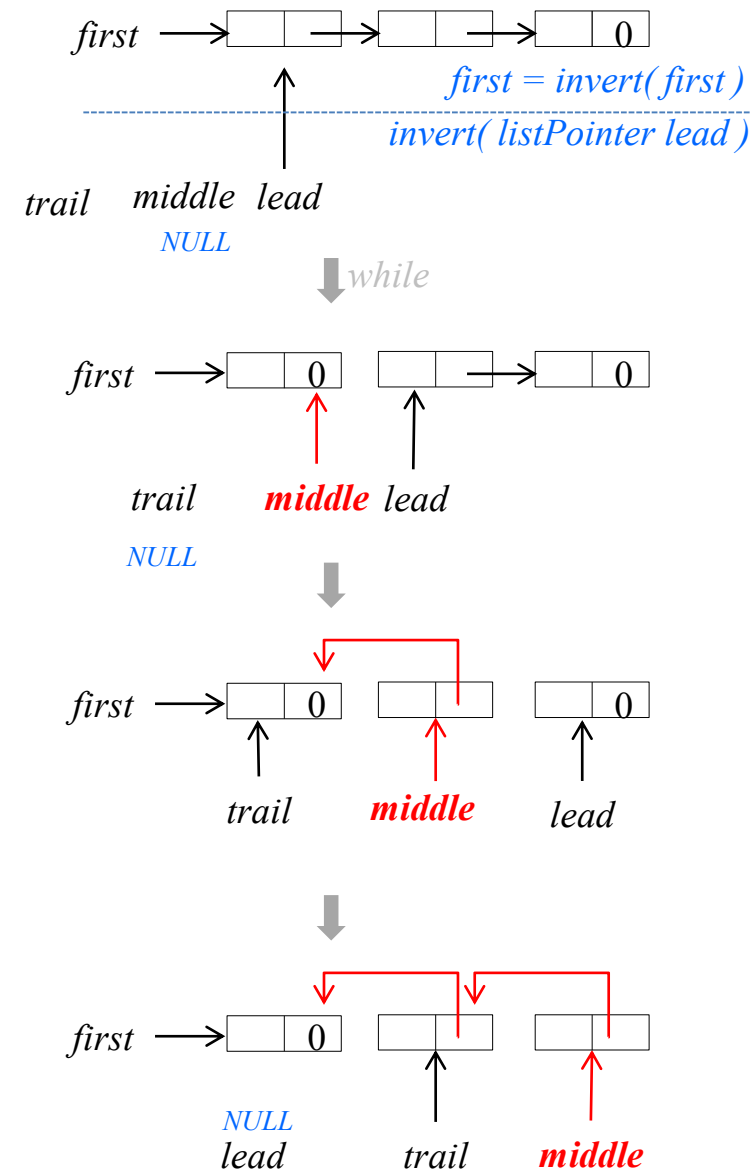 first 0
first = invert( first )
invert( listPointer lead )
trail middle lead
NULL
while
first 0 0
trail middle lead
NULL
first 0 0
trail middle lead
first 0
NULL
lead trail middle